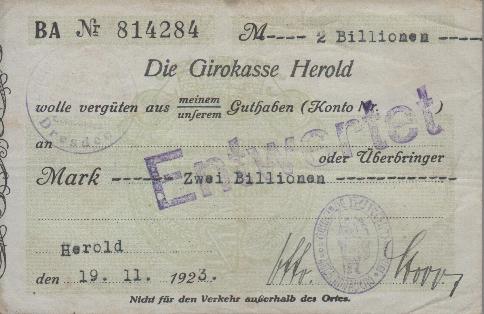 BA № 814284 M---- 2 Billionen ----
Die Girokasse Herold
wolle vergüten aus meinem
unserem Guthaben (Konto Nr. )
an
oder Überbringer
Mark ------- Zwei Billionen -------
Entwertet
Dresden
Herold
den 19. 11. 1923.
Nicht für den Verkehr außerhalb des Ortes.